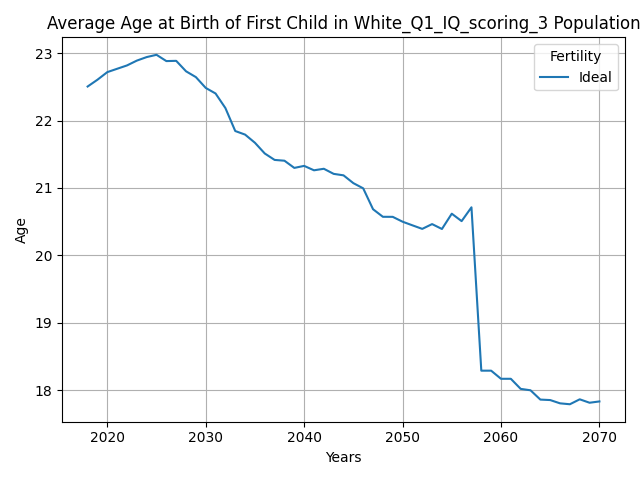 Average Age at Birth of First Child in White_Q1_IQ_scoring_3 Population
Fertility
Ideal
23
22
21
20
19
18
Age
2020
2030
2040
2050
2060
2070
Years